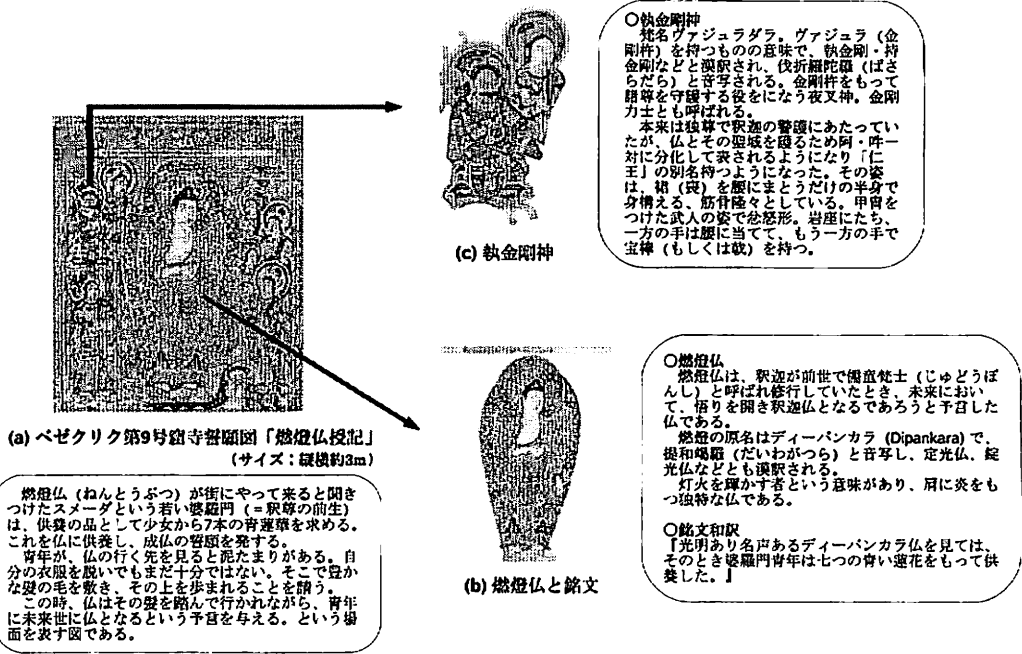 (a) ベゼクリク第9号窟寺誓願図「燃燈仏授記」
(サイズ：縦横約3m)
燃燈仏（ねんとうぶつ）が街にやって来ると聞き
つけたスメーダという若い婆羅門（＝釈尊の前生）
は、供養の品として少女から7本の青蓮華を求める。
これを仏に供養し、成仏の誓願を発する。
青年が、仏の行く先を見ると泥たまりがある。自
分の衣服を脱いでもまだ十分ではない。そこで豊か
な髪の毛を敷き、その上を歩まれることを請う。
この時、仏はその髪を踏んで行かれながら、青年
に未来世に仏となるという予言を与える。という場
面を表す図である。
(c) 執金剛神
○執金剛神
梵名ヴァジュラダラ。ヴァジュラ（金
剛杵）を持つものの意味で、執金剛・持
金剛などと漢訳され、伐折羅陀羅（ばさ
らだら）と音写される。金剛杵をもって
諸尊を守護する役をになう夜叉神。金剛
力士とも呼ばれる。
本来は独尊で釈迦の警護にあたってい
たが、仏とその聖域を護るため阿・吽一
対に分化して表されるようになり「仁
王」の別名持つようになった。その姿
は、裙（裳）を腰にまとうだけの半身で
身構える、筋骨隆々としている。甲冑を
つけた武人の姿で忿怒形。岩座にたち、
一方の手は腰に当てて、もう一方の手で
宝棒（もしくは戟）を持つ。
(b) 燃燈仏と銘文
○燃燈仏
燃燈仏は、釈迦が前世で儒童梵士（じゅどうぼ
んし）と呼ばれ修行していたとき、未来におい
て、悟りを開き釈迦仏となるであろうと予言した
仏である。
燃燈の原名はディーパンカラ (Dipankara) で、
提和竭羅（だいわがつら）と音写し、定光仏、錠
光仏などとも漢訳される。
灯火を輝かす者という意味があり、肩に炎をも
つ独特な仏である。
○銘文和訳
『光明あり名声あるディーパンカラ仏を見ては、
そのとき婆羅門青年は七つの青い蓮花をもって供
養した。』